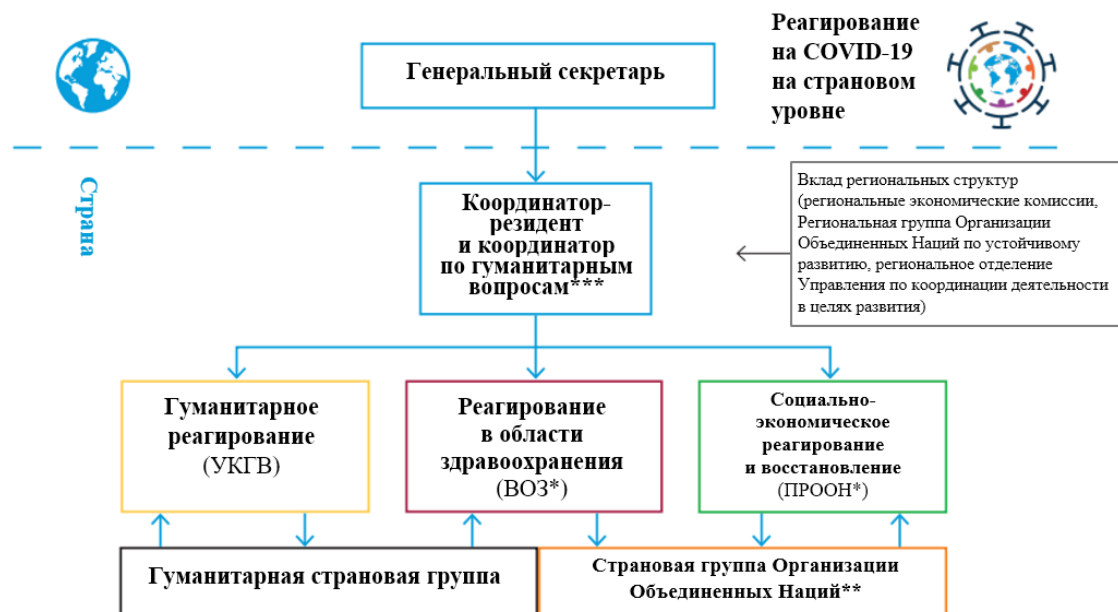 Генеральный секретарь
Реагирование
на COVID-19
на страновом
уровне
Страна
Координатор-
резидент
и координатор
по гуманитарным
вопросам***
Вклад региональных структур
(региональные экономические комиссии,
Региональная группа Организации
Объединенных Наций по устойчивому
развитию, региональное отделение
Управления по координации деятельности
в целях развития)
Гуманитарное
реагирование
(УКГВ)
Реагирование
в области
здравоохранения
(ВОЗ*)
Социально-
экономическое
реагирование
и восстановление
(ПРООН*)
Гуманитарная страновая группа
Страновая группа Организации
Объединенных Наций**